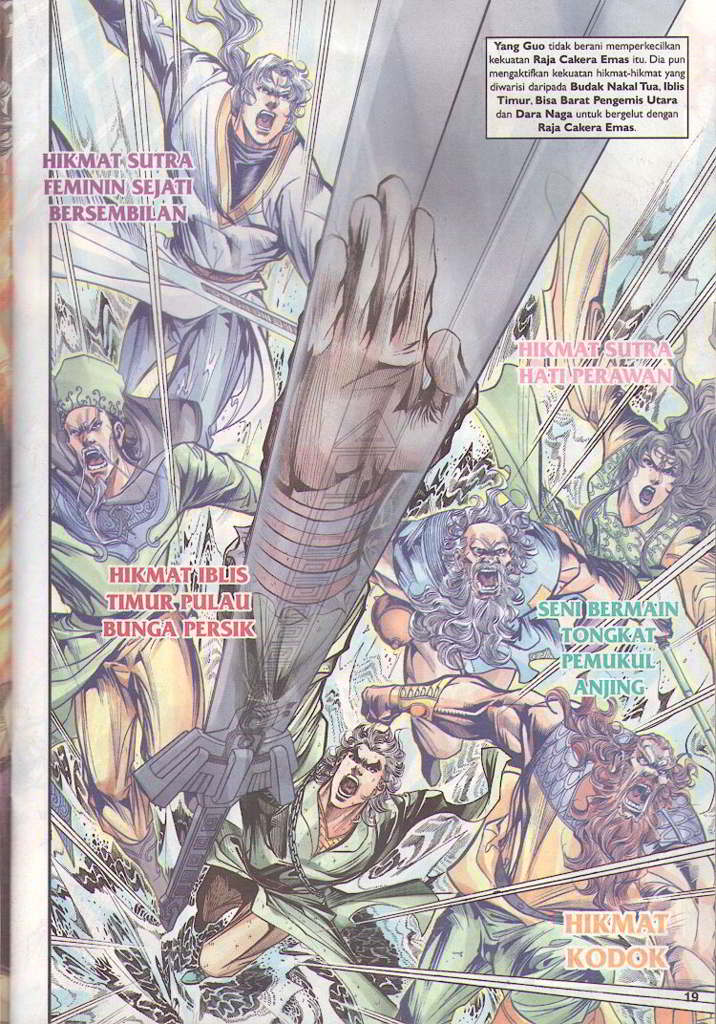 Yang Guo tidak berani memperkecilkan
kekuatan Raja Cakera Emas itu. Dia pun
mengaktifkan kekuatan hikmat-hikmat yang
diwarisi daripada Budak Nakal Tua, Iblis
Timur, Bisa Barat Pengemis Utara
dan Dara Naga untuk bergelut dengan
Raja Cakera Emas.
HIKMAT SUTRA
FEMININ SEJATI
BERSEMBILAN
HIKMAT SUTRA
HATI PERAWAN
HIKMAT IBLIS
TIMUR PULAU
BUNGA PERSIK
SENI BERMAIN
TONGKAT
PEMUKUL
ANJING
HIKMAT
KODOK
19